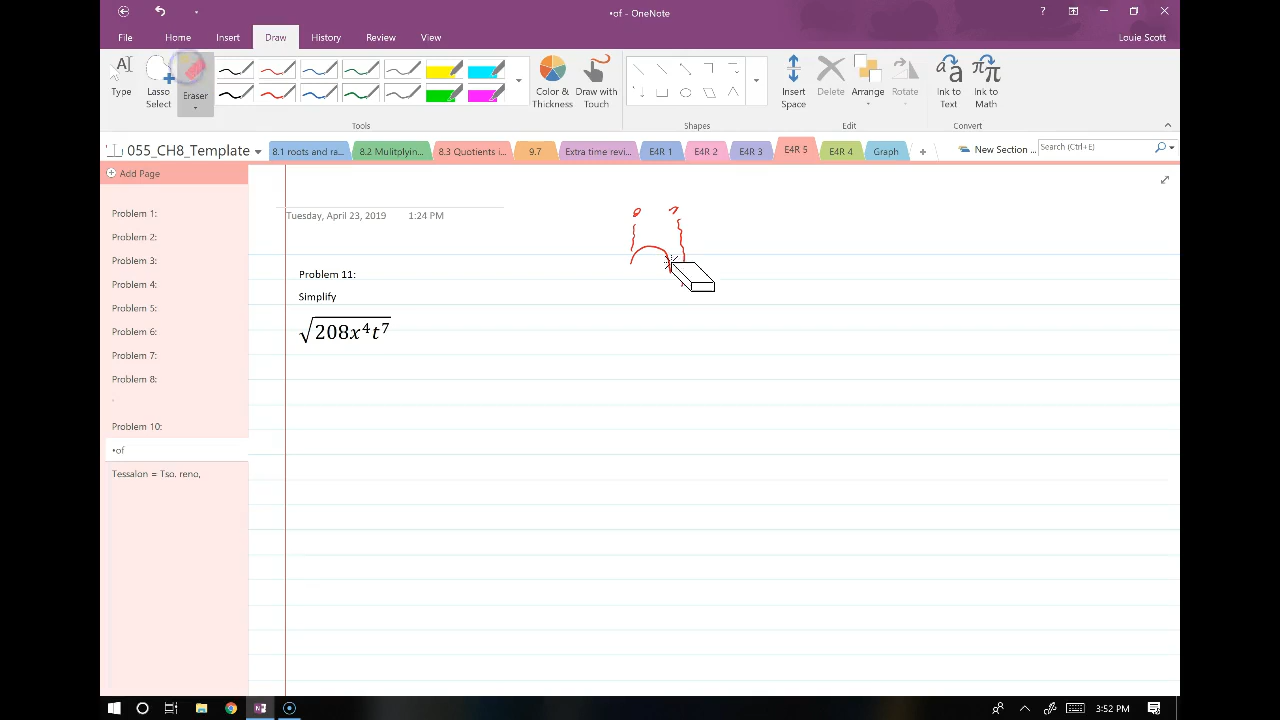 •of - OneNote
?
File Home Insert Draw History Review View
Louie Scott
Type
Lasso Select
Eraser
Color & Thickness
Draw with Touch
Insert Space
Delete
Arrange
Rotate
Ink to Text
Ink to Math
Tools
Shapes
Edit
Convert
055_CH8_Template
8.1 roots and ra...
8.2 Mulitplyin...
8.3 Quotients i...
9.7
Extra time revi...
E4R 1
E4R 2
E4R 3
E4R 5
E4R 4
Graph
+
New Section ...
Search (Ctrl+E)
Add Page
Problem 1:
Problem 2:
Problem 3:
Problem 4:
Problem 5:
Problem 6:
Problem 7:
Problem 8:
Problem 10:
•of
Tessalon = Tso. reno,
Tuesday, April 23, 2019 1:24 PM
Problem 11:
Simplify
√208x⁴t⁷
3:52 PM